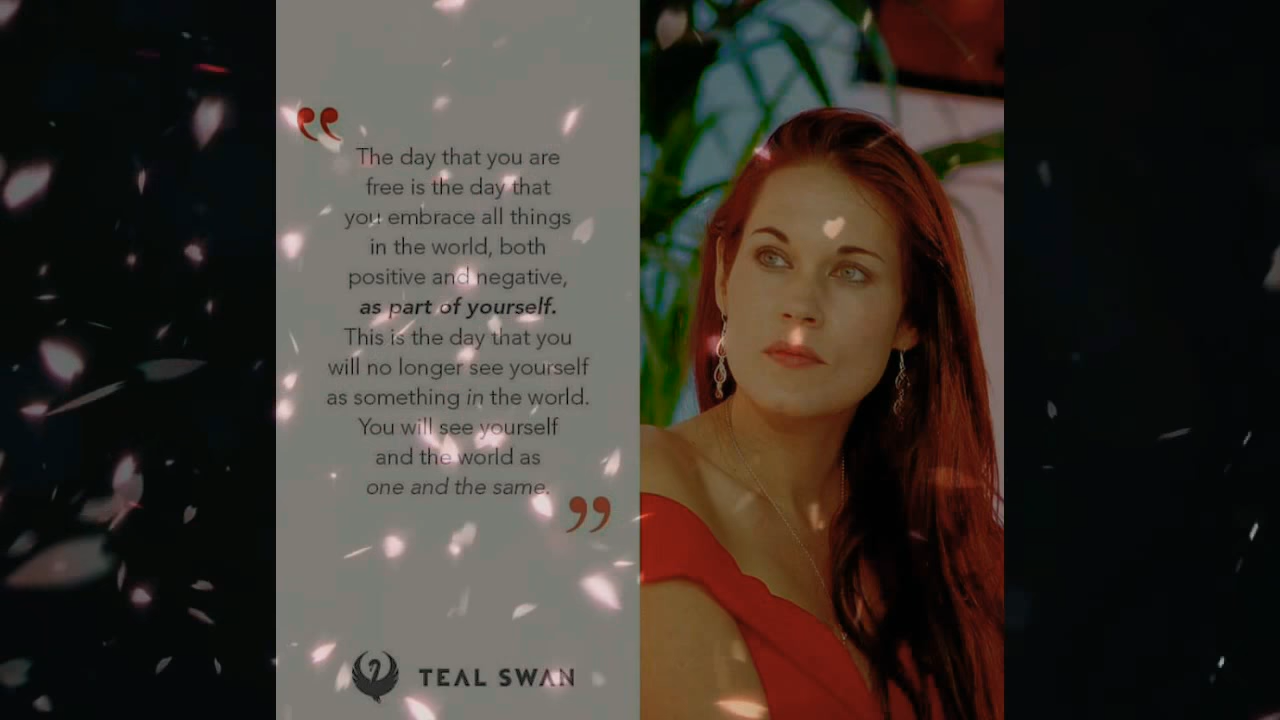 The day that you are
free is the day that
you embrace all things
in the world, both
positive and negative,
as part of yourself.
This is the day that you
will no longer see yourself
as something in the world.
You will see yourself
and the world as
one and the same.
TEAL SWAN